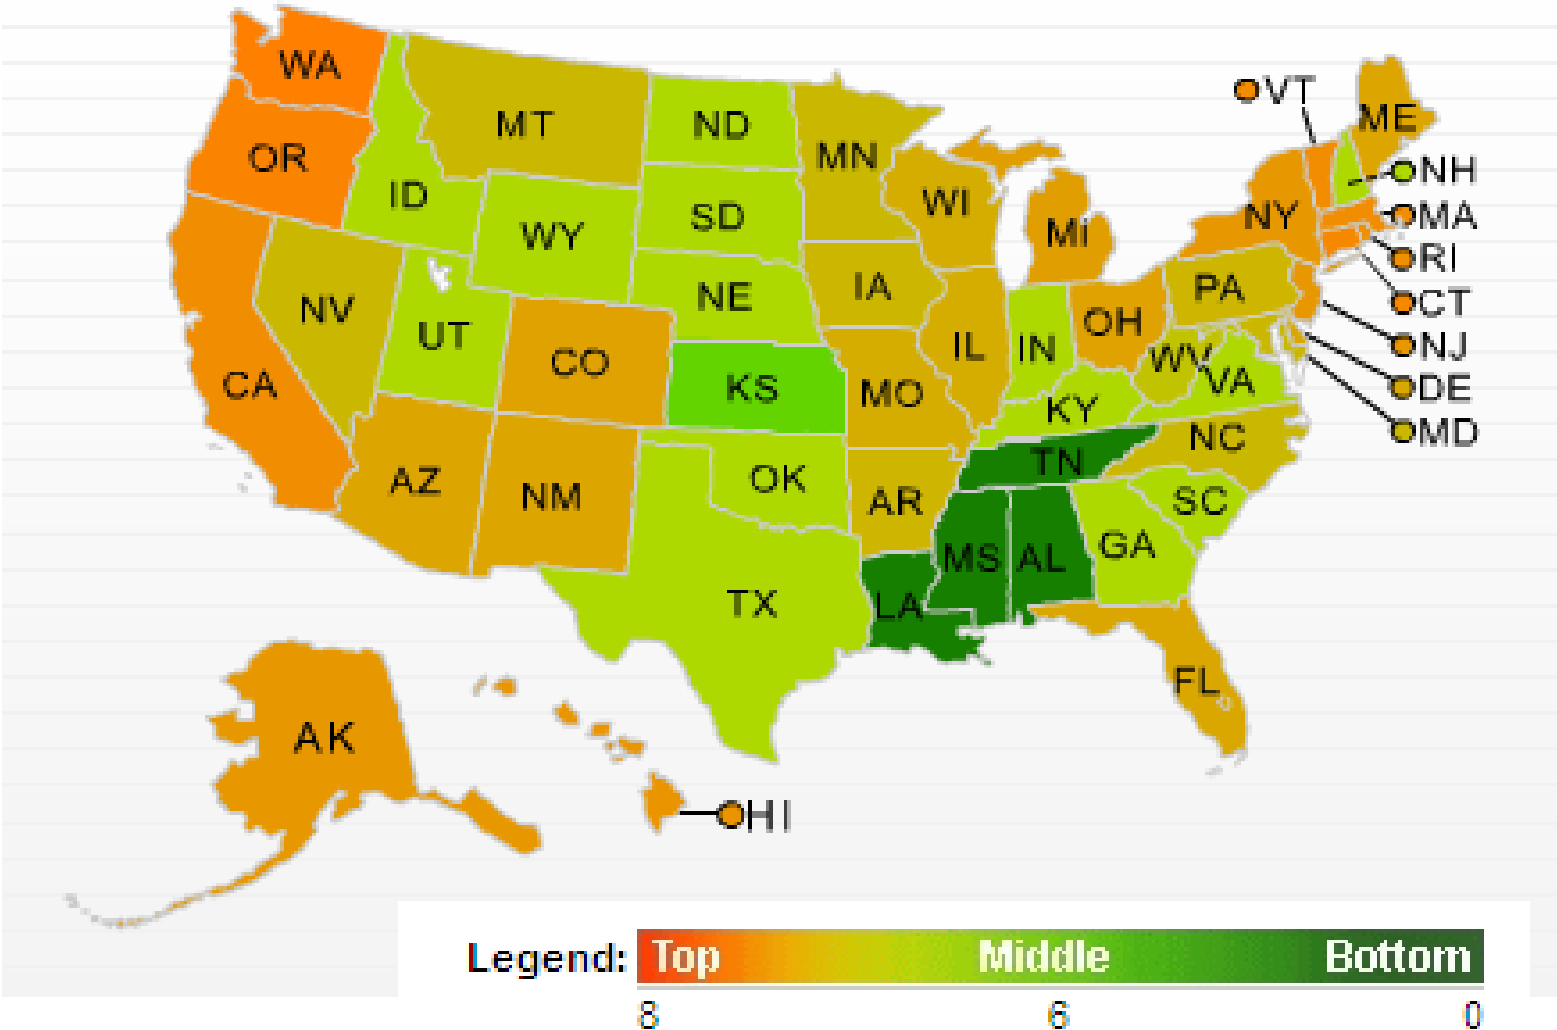 WA
VT
ME
MT
ND
MN
OR
NH
ID
WI
SD
NY
MA
WY
Mi
RI
NE
IA
PA
NV
CT
UT
OH
CO
IL
IN
NJ
CA
KS
MO
WV
VA
DE
KY
MD
NC
AZ
NM
OK
TN
AR
SC
MS
AL
GA
TX
LA
FL
AK
HI
Legend: Top Middle Bottom
8 6 0